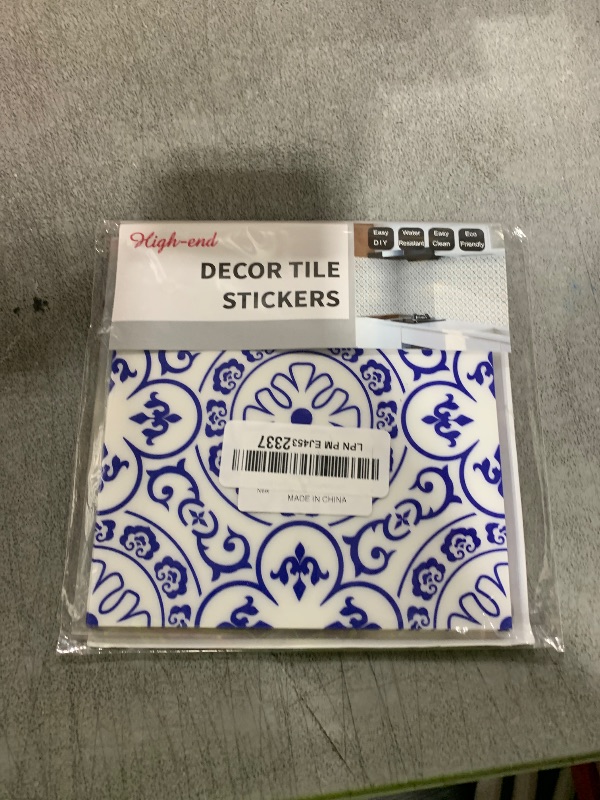 High-end
DECOR TILE
STICKERS
Easy
DIY
Water
Resistant
Easy
Clean
Eco
Friendly
LPN PM EJ4532337
New
MADE IN CHINA